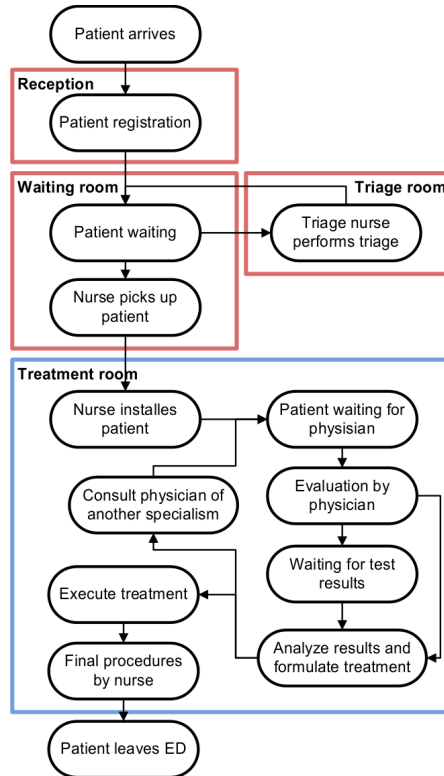 Patient arrives
Reception
Patient registration
Waiting room
Triage room
Patient waiting
Triage nurse
performs triage
Nurse picks up
patient
Treatment room
Nurse installes
patient
Patient waiting for
physisian
Consult physician of
another specialism
Evaluation by
physician
Waiting for test
results
Execute treatment
Analyze results and
formulate treatment
Final procedures
by nurse
Patient leaves ED